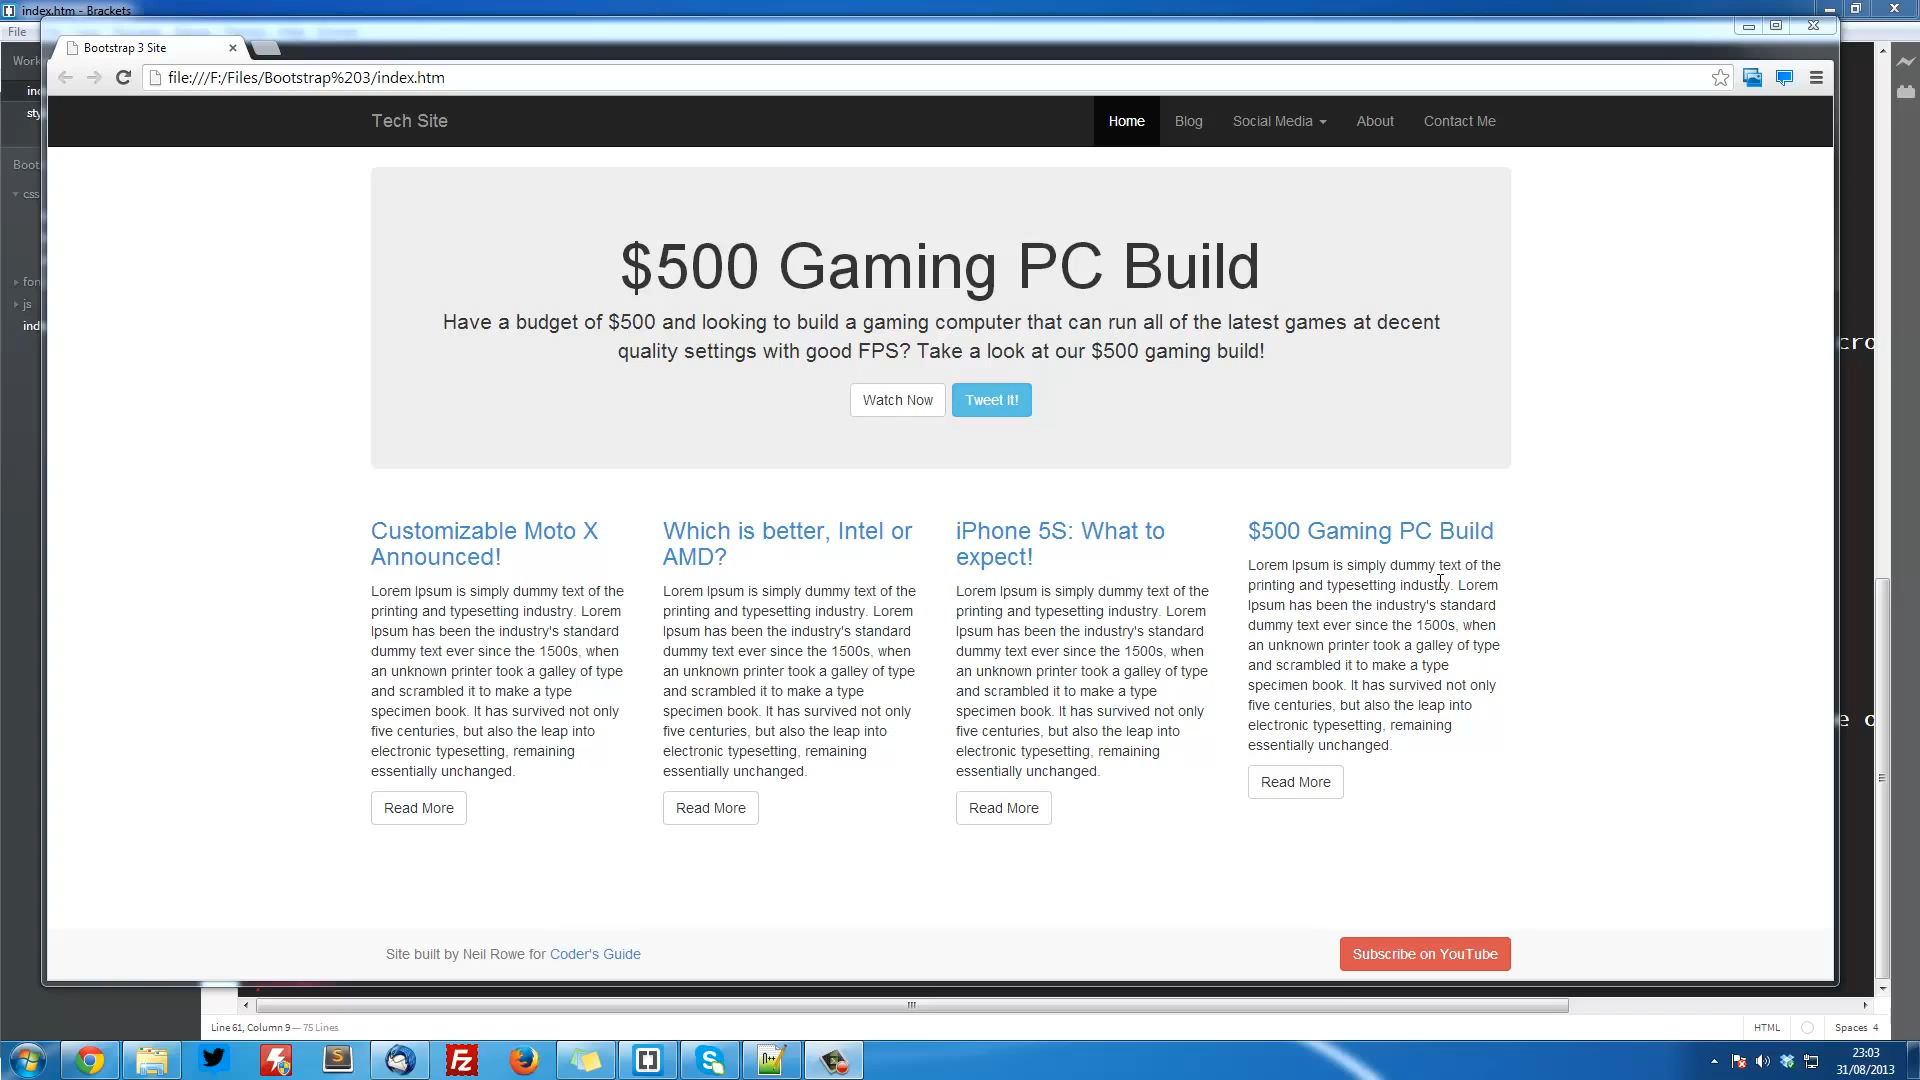 index.htm - Brackets
File
Bootstrap 3 Site
file:///F:/Files/Bootstrap%203/index.htm
Work
Boot
css
js
Tech Site
Home
Blog
Social Media
About
Contact Me
$500 Gaming PC Build
Have a budget of $500 and looking to build a gaming computer that can run all of the latest games at decent
quality settings with good FPS? Take a look at our $500 gaming build!
Watch Now
Tweet It!
Customizable Moto X
Announced!
Lorem Ipsum is simply dummy text of the
printing and typesetting industry. Lorem
Ipsum has been the industry's standard
dummy text ever since the 1500s, when
an unknown printer took a galley of type
and scrambled it to make a type
specimen book. It has survived not only
five centuries, but also the leap into
electronic typesetting, remaining
essentially unchanged.
Read More
Which is better, Intel or
AMD?
Lorem Ipsum is simply dummy text of the
printing and typesetting industry. Lorem
Ipsum has been the industry's standard
dummy text ever since the 1500s, when
an unknown printer took a galley of type
and scrambled it to make a type
specimen book. It has survived not only
five centuries, but also the leap into
electronic typesetting, remaining
essentially unchanged.
Read More
iPhone 5S: What to
expect!
Lorem Ipsum is simply dummy text of the
printing and typesetting industry. Lorem
Ipsum has been the industry's standard
dummy text ever since the 1500s, when
an unknown printer took a galley of type
and scrambled it to make a type
specimen book. It has survived not only
five centuries, but also the leap into
electronic typesetting, remaining
essentially unchanged.
Read More
$500 Gaming PC Build
Lorem Ipsum is simply dummy text of the
printing and typesetting industry. Lorem
Ipsum has been the industry's standard
dummy text ever since the 1500s, when
an unknown printer took a galley of type
and scrambled it to make a type
specimen book. It has survived not only
five centuries, but also the leap into
electronic typesetting, remaining
essentially unchanged.
Read More
Site built by Neil Rowe for Coder's Guide
Subscribe on YouTube
Line 61, Column 9 — 75 Lines
HTML
Spaces 4
23:03
31/08/2013